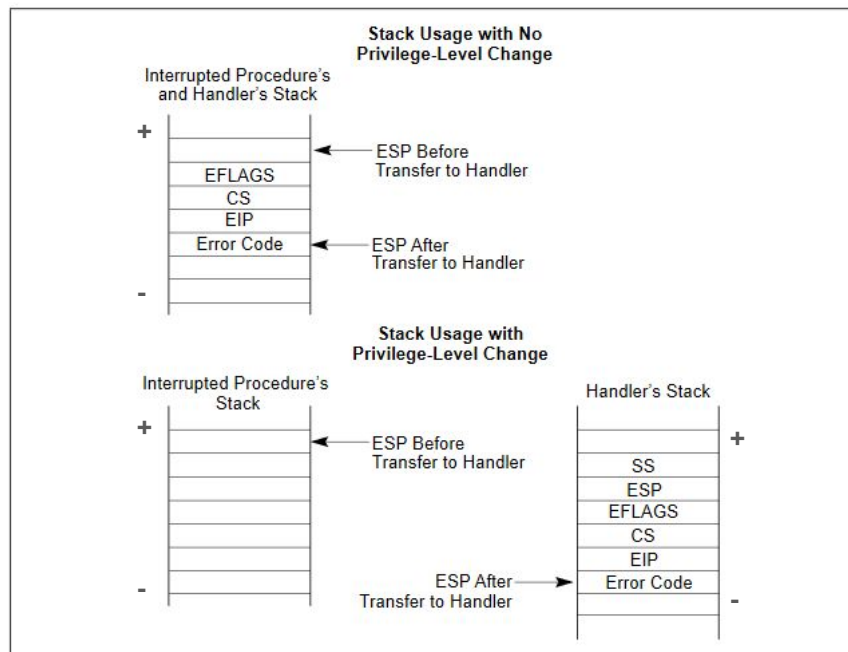 Stack Usage with No
Privilege-Level Change
Interrupted Procedure's
and Handler's Stack
+
ESP Before
Transfer to Handler
EFLAGS
CS
EIP
Error Code
ESP After
Transfer to Handler
-
Stack Usage with
Privilege-Level Change
Interrupted Procedure's
Stack
Handler's Stack
+
ESP Before
Transfer to Handler
+
SS
ESP
EFLAGS
CS
EIP
Error Code
ESP After
Transfer to Handler
-
-